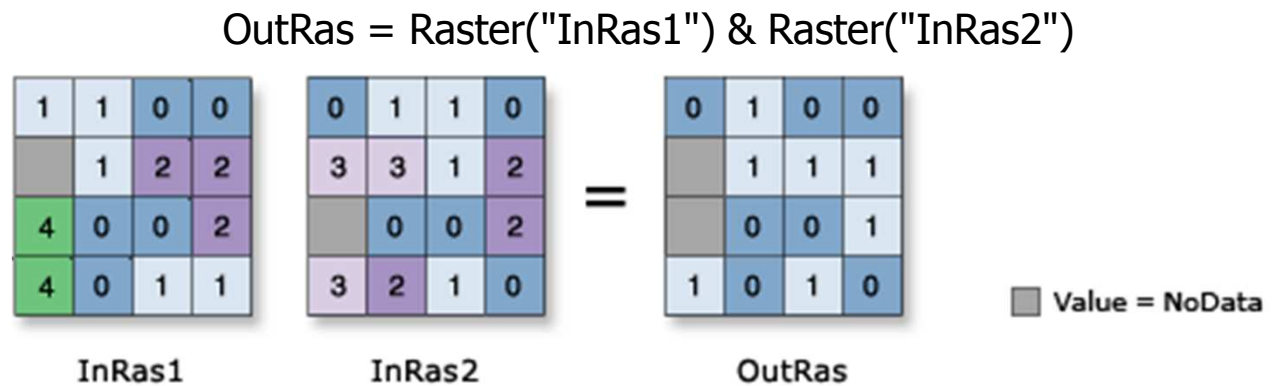 OutRas = Raster("InRas1") & Raster("InRas2")
1 1 0 0 0 1 1 0 0 1 0 0
1 2 2 3 3 1 2 = 1 1 1
4 0 0 2 0 0 2 0 0 1
4 0 1 1 3 2 1 0 1 0 1 0
Value = NoData
InRas1 InRas2 OutRas